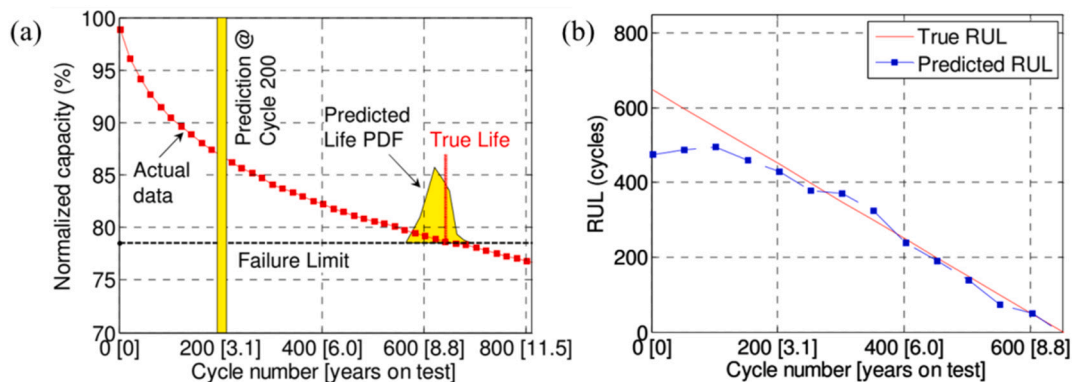 (a)
100
95
90
85
80
75
70
Normalized capacity (%)
Prediction @
Cycle 200
Predicted
Life PDF
True Life
Actual
data
Failure Limit
0 [0]
200 [3.1]
400 [6.0]
600 [8.8]
800 [11.5]
Cycle number [years on test]
(b)
800
600
400
200
0
RUL (cycles)
True RUL
Predicted RUL
0 [0]
200 [3.1]
400 [6.0]
600 [8.8]
Cycle number [years on test]